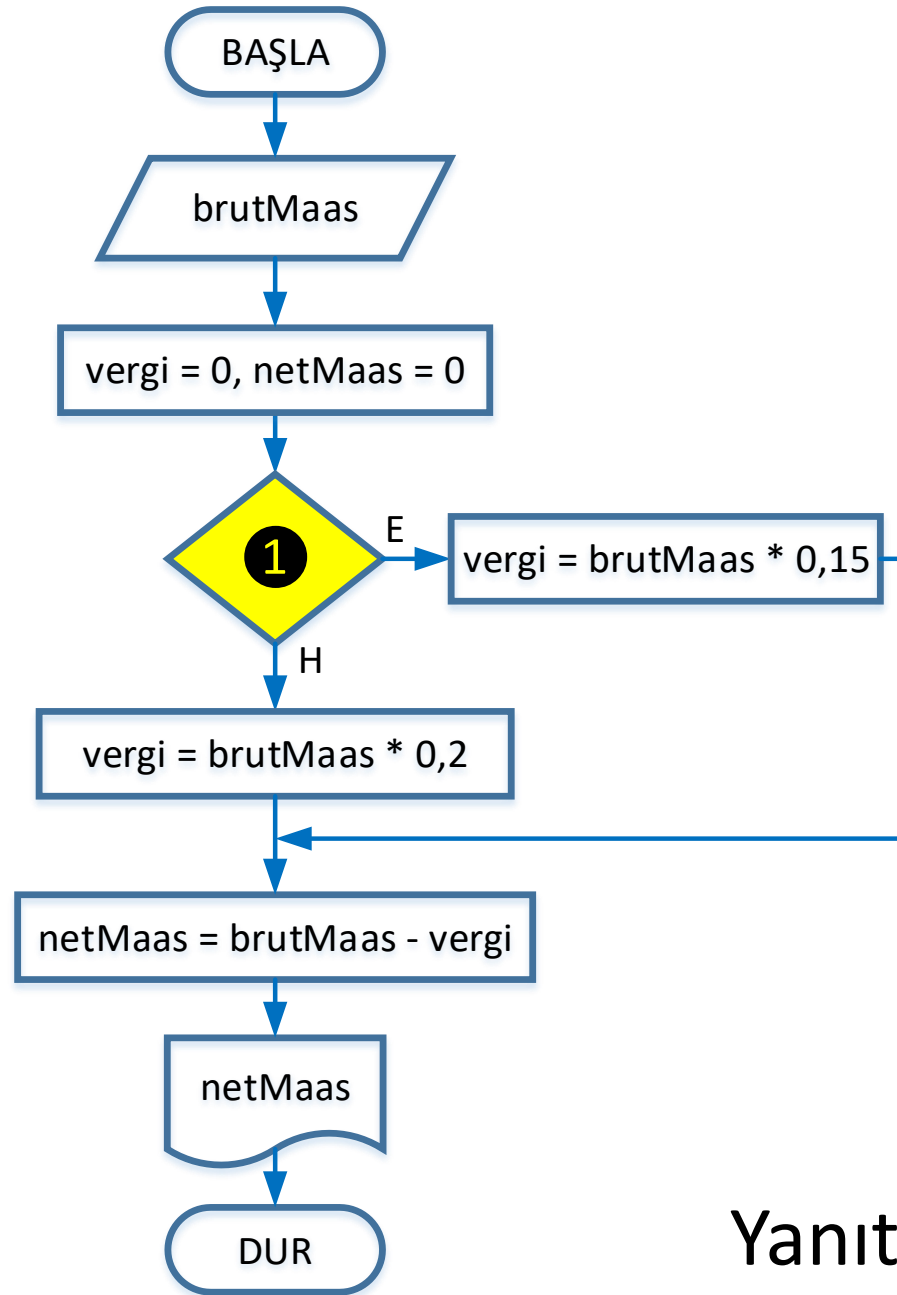 BAŞLA
brutMaas
vergi = 0, netMaas = 0
1
E
vergi = brutMaas * 0,15
H
vergi = brutMaas * 0,2
netMaas = brutMaas - vergi
netMaas
DUR
Yanıt